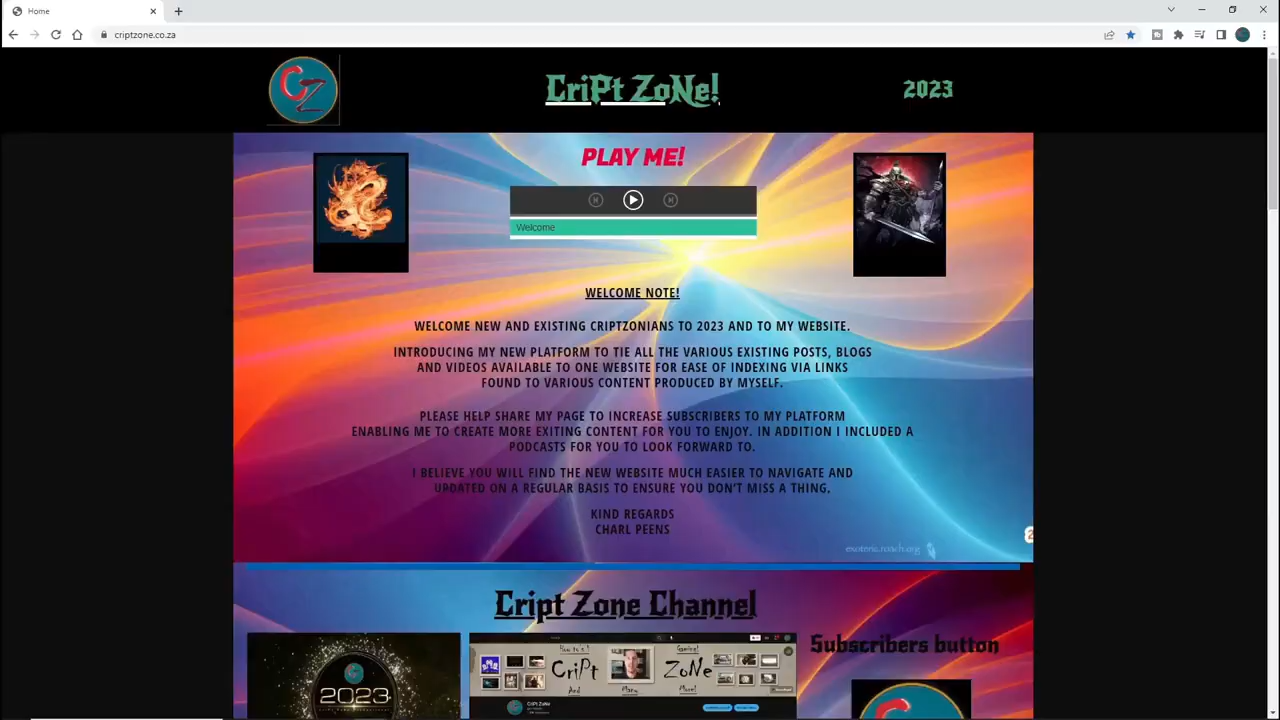 Home
criptzone.co.za
CZ
CriPt ZoNe!
2023
PLAY ME!
Welcome
WELCOME NOTE!
WELCOME NEW AND EXISTING CRIPTZONIANS TO 2023 AND TO MY WEBSITE.
INTRODUCING MY NEW PLATFORM TO TIE ALL THE VARIOUS EXISTING POSTS, BLOGS
AND VIDEOS AVAILABLE TO ONE WEBSITE FOR EASE OF INDEXING VIA LINKS
FOUND TO VARIOUS CONTENT PRODUCED BY MYSELF.
PLEASE HELP SHARE MY PAGE TO INCREASE SUBSCRIBERS TO MY PLATFORM
ENABLING ME TO CREATE MORE EXITING CONTENT FOR YOU TO ENJOY. IN ADDITION I INCLUDED A
PODCASTS FOR YOU TO LOOK FORWARD TO.
I BELIEVE YOU WILL FIND THE NEW WEBSITE MUCH EASIER TO NAVIGATE AND
UPDATED ON A REGULAR BASIS TO ENSURE YOU DON'T MISS A THING.
KIND REGARDS
CHARL PEENS
Cript Zone Channel
Subscribers button
2023
CriPt ZoNe
And
More
CriPt ZoNe